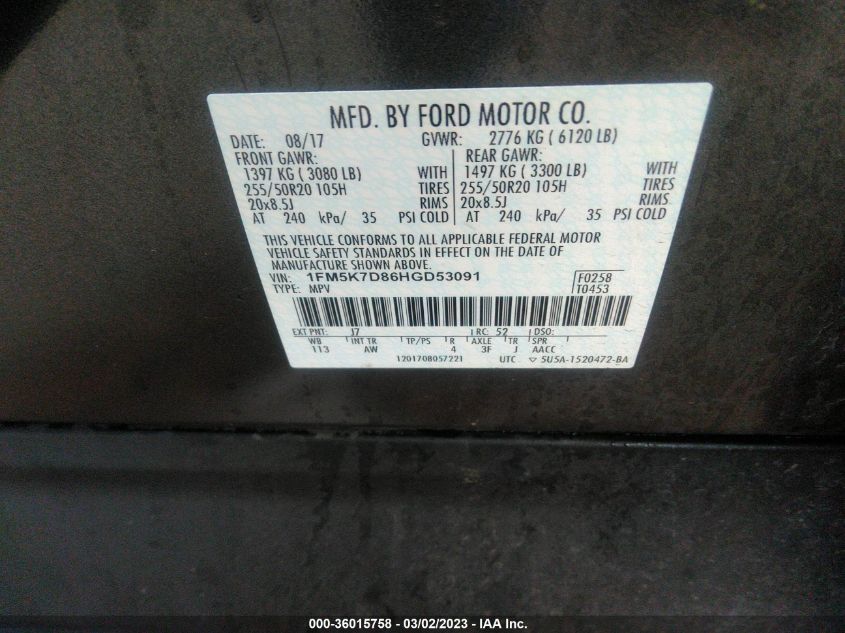 MFD. BY FORD MOTOR CO.
DATE: 08/17 GVWR: 2776 KG ( 6120 LB)
FRONT GAWR: REAR GAWR:
1397 KG ( 3080 LB) WITH 1497 KG ( 3300 LB) WITH
255/50R20 105H TIRES 255/50R20 105H TIRES
20x8.5J RIMS 20x8.5J RIMS
AT 240 kPa/ 35 PSI COLD AT 240 kPa/ 35 PSI COLD
THIS VEHICLE CONFORMS TO ALL APPLICABLE FEDERAL MOTOR
VEHICLE SAFETY STANDARDS IN EFFECT ON THE DATE OF
MANUFACTURE SHOWN ABOVE.
VIN: 1FM5K7D86HGD53091 F0258
TYPE: MPV T0453
EXT PNT: J7 RC: 52 DSO:
WB INT TR TP/PS R AXLE TR SPR
113 AW 4 3F J AACC
1201708057221 UTC ▽ 5U5A-1520472-BA
000-36015758 - 03/02/2023 - IAA Inc.